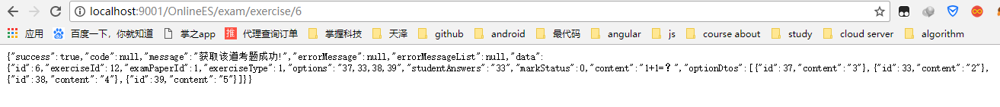 localhost:9001/OnlineES/exam/exercise/6
应用 百度一下，你就知道 掌之app 推 代理查询订单 掌握科技 天泽 github android 最代码 angular js course about study cloud server algorithm
{"success":true,"code":null,"message":"获取该道考题成功!","errorMessage":null,"errorMessageList":null,"data":
{"id":6,"exerciseId":12,"examPaperId":1,"exerciseType":1,"options":"37,33,38,39","studentAnswers":"33","markStatus":0,"content":"1+1=？","optionDtos":[{"id":37,"content":"3"},{"id":33,"content":"2"},
{"id":38,"content":"4"},{"id":39,"content":"5"}]}}